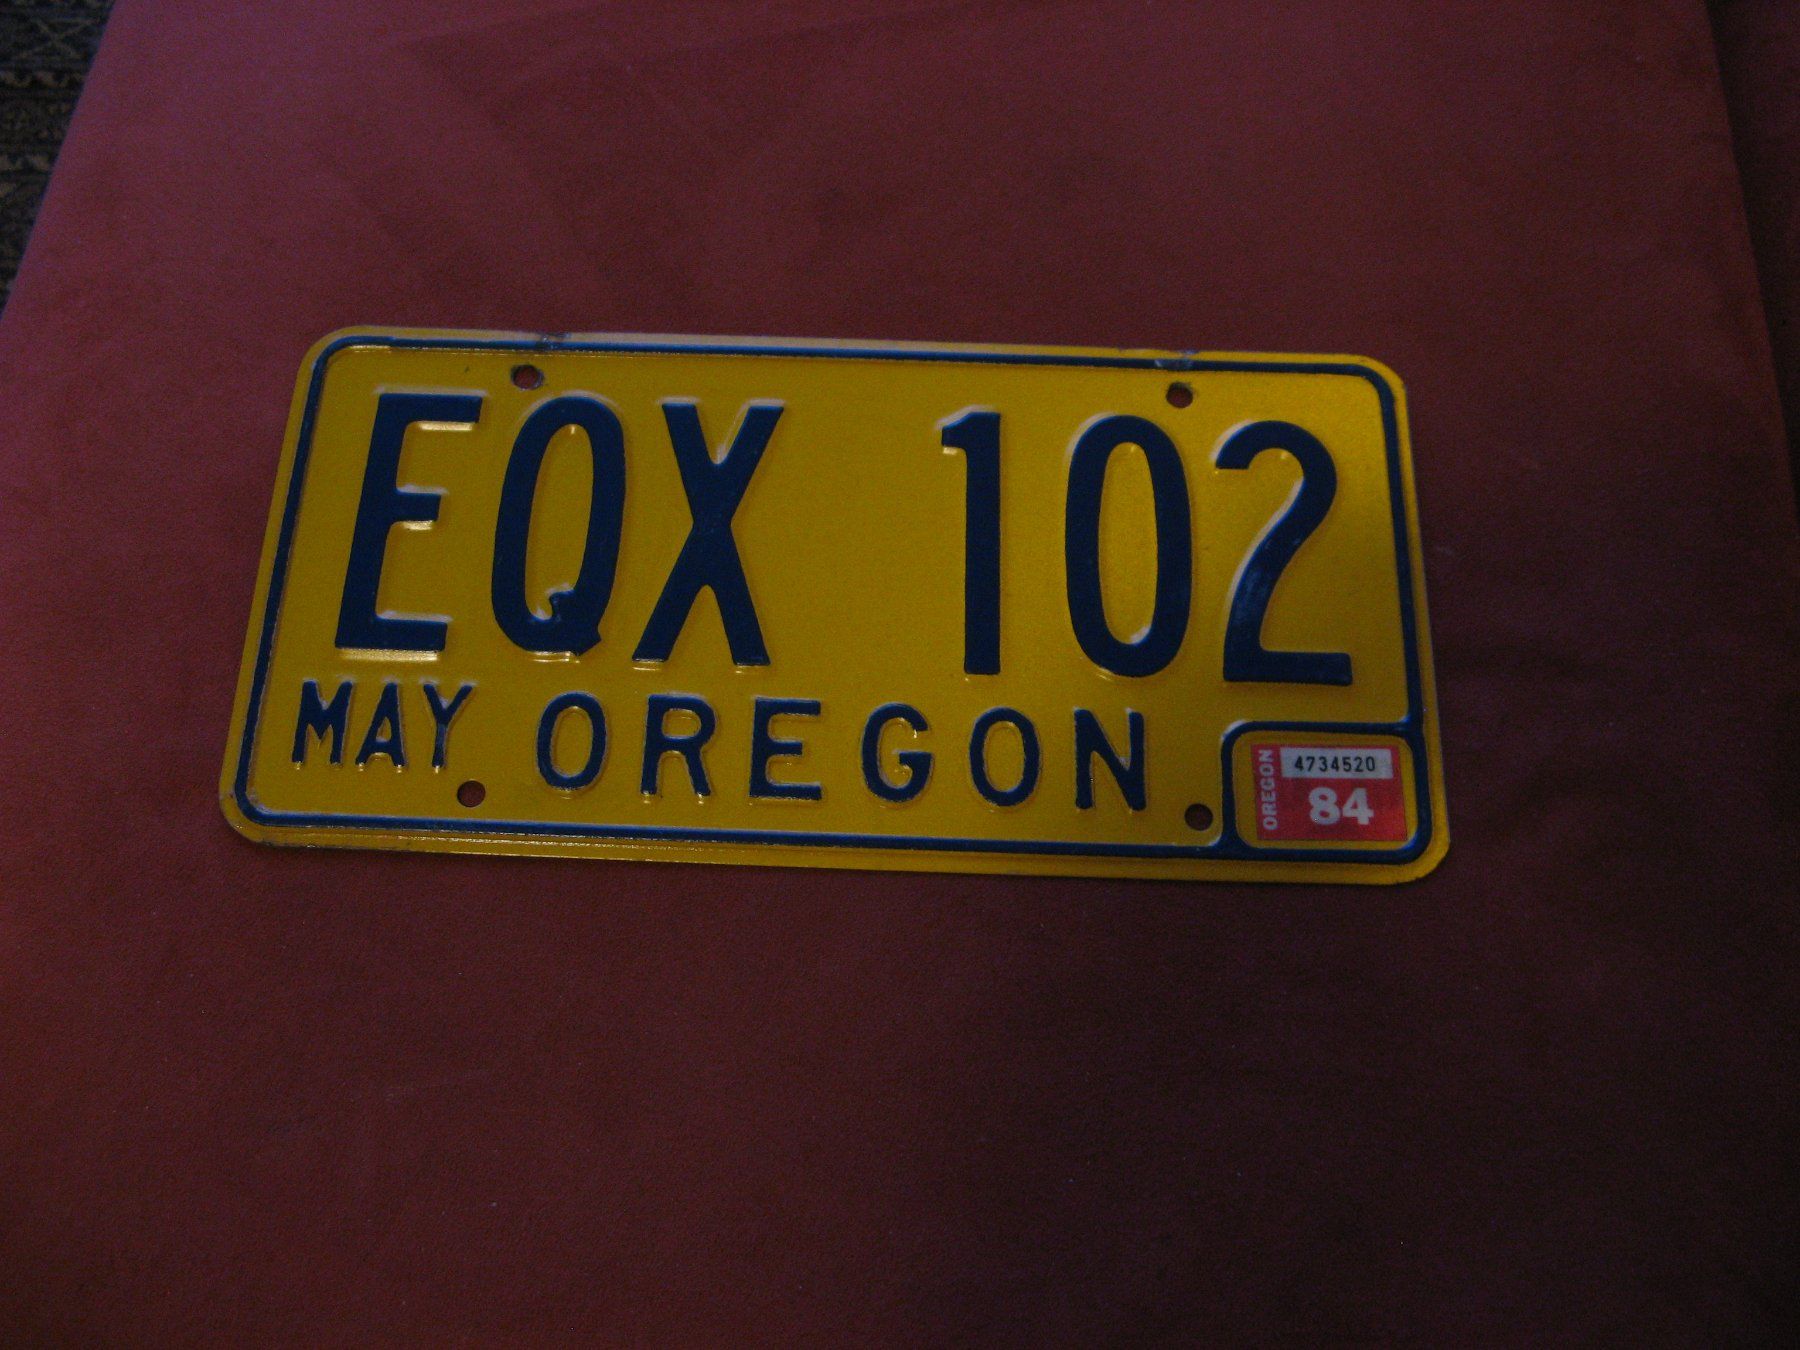 EQX 102
MAY OREGON
OREGON
4734520
84